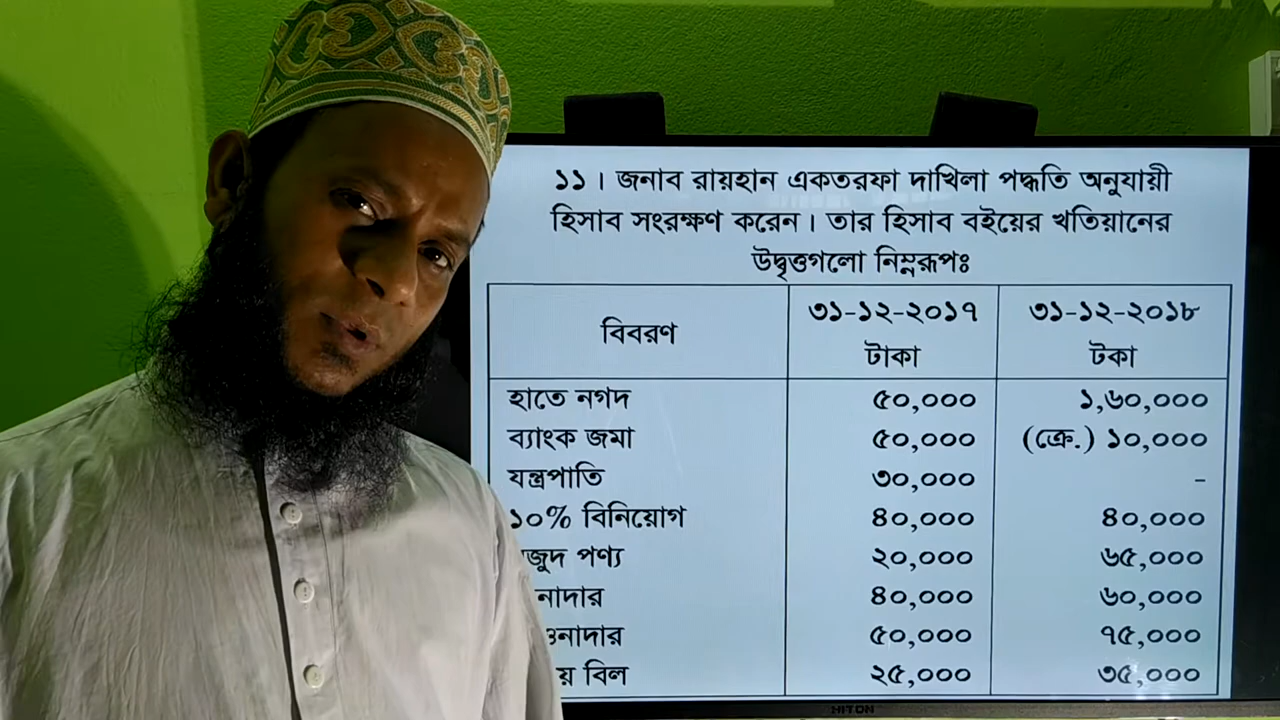 ১১। জনাব রায়হান একতরফা দাখিলা পদ্ধতি অনুযায়ী
হিসাব সংরক্ষণ করেন। তার হিসাব বইয়ের খতিয়ানের
উদ্বৃত্তগলো নিম্নরূপঃ
বিবরণ ৩১-১২-২০১৭ টাকা ৩১-১২-২০১৮ টকা
হাতে নগদ ৫০,০০০ ১,৬০,০০০
ব্যাংক জমা ৫০,০০০ (ক্রে.) ১০,০০০
যন্ত্রপাতি ৩০,০০০ -
১০% বিনিয়োগ ৪০,০০০ ৪০,০০০
পণ্য ২০,০০০ ৬৫,০০০
৪০,০০০ ৬০,০০০
৫০,০০০ ৭৫,০০০
বিল ২৫,০০০ ৩৫,০০০
HITON